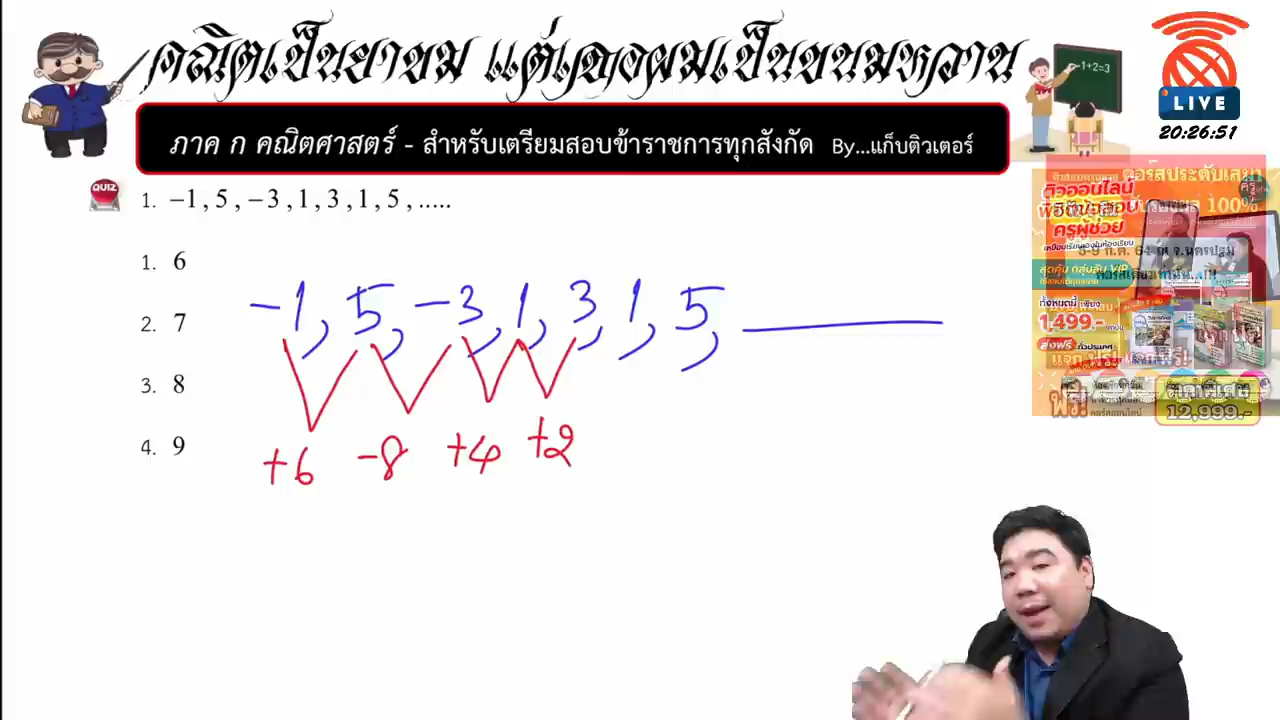 คณิตเป็นยาขม แต่เจอผมเป็นขนมหวาน
-1+2=3
LIVE
20:26:51
ภาค ก คณิตศาสตร์ - สำหรับเตรียมสอบข้าราชการทุกสังกัด By...แก็บติวเตอร์
QUIZ
1. −1 , 5 , −3 , 1 , 3 , 1 , 5 , .....
1. 6
2. 7
3. 8
4. 9
-1, 5, -3, 1, 3, 1, 5,
+6 -8 +4 +2
ติวออนไลน์
ครูผู้ช่วย
1,499.-
ส่งฟรี
12,999.-